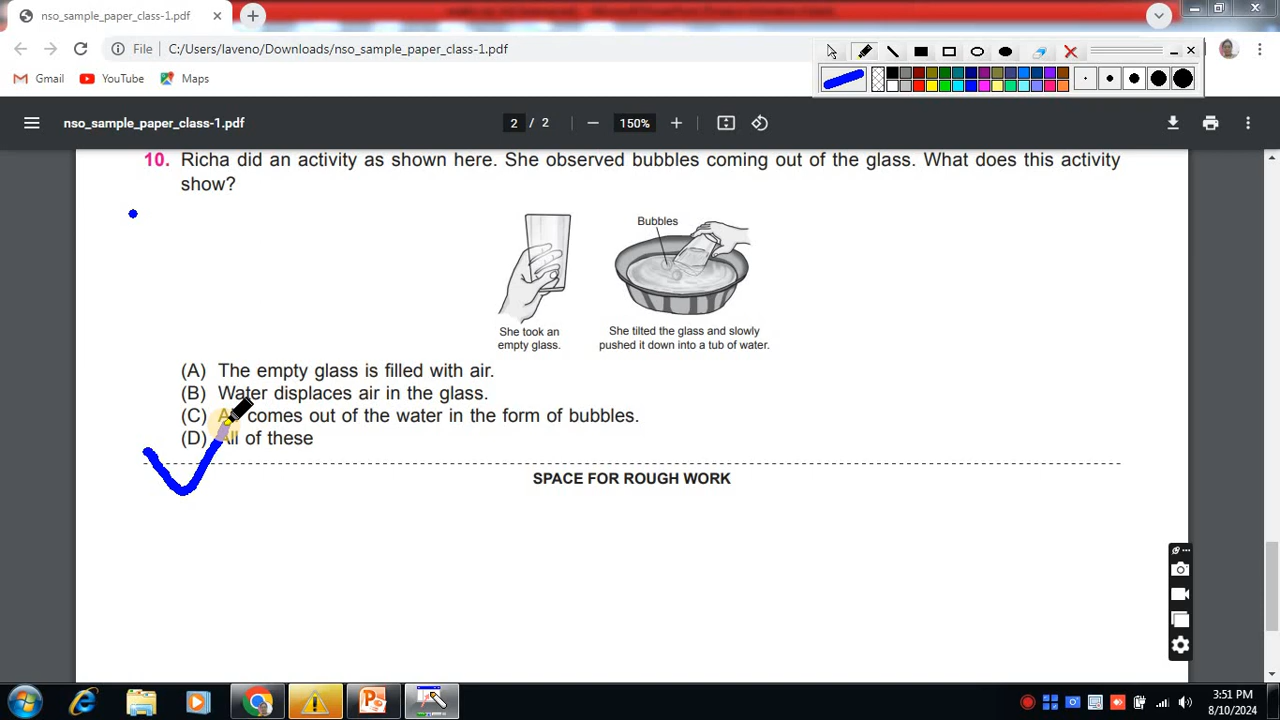 nso_sample_paper_class-1.pdf
File
C:/Users/laveno/Downloads/nso_sample_paper_class-1.pdf
Gmail
YouTube
Maps
nso_sample_paper_class-1.pdf
2 / 2
150%
10. Richa did an activity as shown here. She observed bubbles coming out of the glass. What does this activity
show?
Bubbles
She took an
empty glass.
She tilted the glass and slowly
pushed it down into a tub of water.
(A) The empty glass is filled with air.
(B) Water displaces air in the glass.
(C) Air comes out of the water in the form of bubbles.
(D) All of these
SPACE FOR ROUGH WORK
3:51 PM
8/10/2024